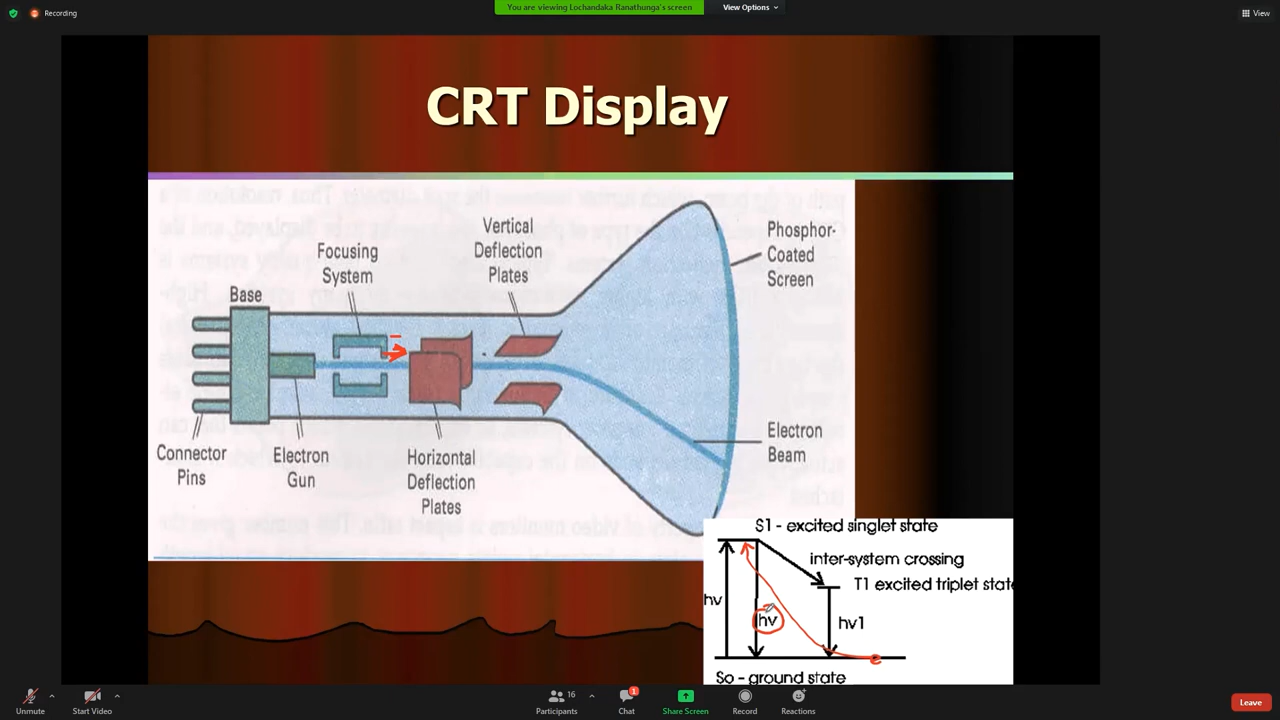 Recording
You are viewing Lochandaka Ranathunga's screen
View Options
View
CRT Display
Vertical
Deflection
Plates
Phosphor-
Coated
Screen
Focusing
System
Base
Connector
Pins
Electron
Gun
Horizontal
Deflection
Plates
Electron
Beam
S1 - excited singlet state
inter-system crossing
T1 excited triplet state
hv
hv
hv1
So - ground state
Unmute
Start Video
16
Participants
1
Chat
Share Screen
Record
Reactions
Leave